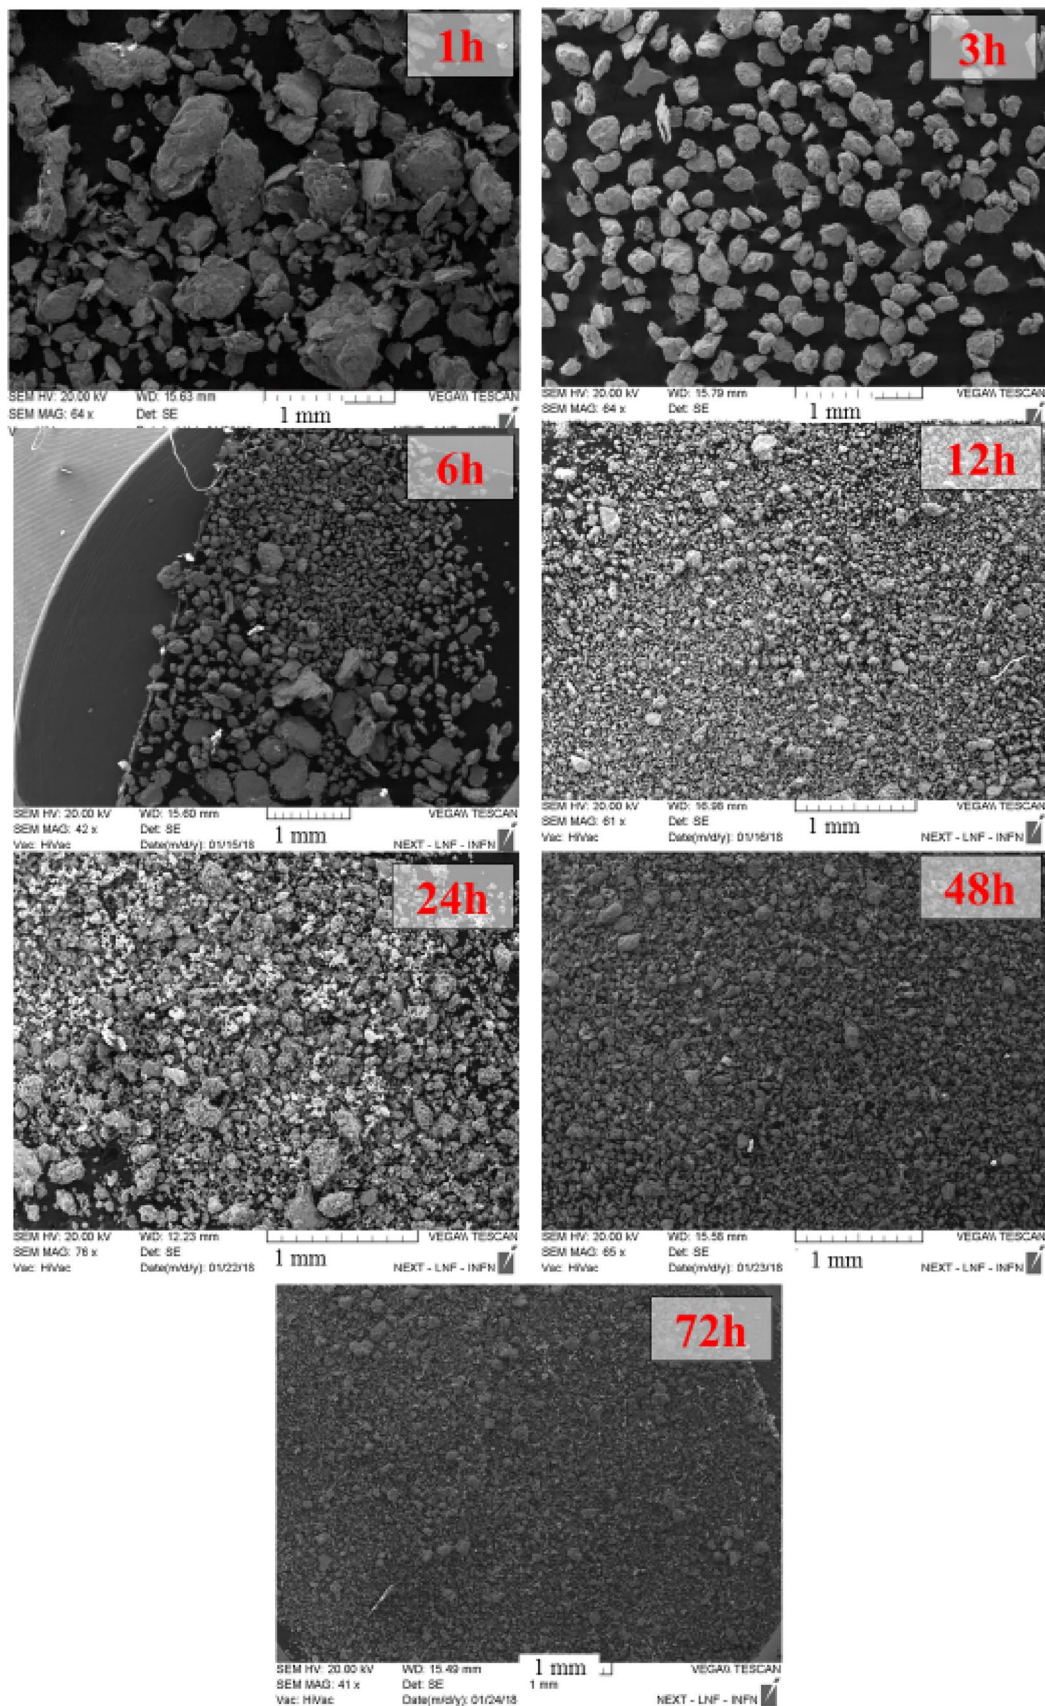 1h
SEM HV: 20.00 kV WD: 15.63 mm VEGA\\ TESCAN
SEM MAG: 64 x Det: SE 1 mm
3h
SEM HV: 20.00 kV WD: 15.79 mm VEGA\\ TESCAN
SEM MAG: 64 x Det: SE 1 mm
6h
SEM HV: 20.00 kV WD: 15.60 mm VEGA\\ TESCAN
SEM MAG: 42 x Det: SE 1 mm
Vac: HiVac Date(m/d/y): 01/15/18 NEXT - LNF - INFN
12h
SEM HV: 20.00 kV WD: 16.98 mm VEGA\\ TESCAN
SEM MAG: 61 x Det: SE 1 mm
Vac: HiVac Date(m/d/y): 01/16/18 NEXT - LNF - INFN
24h
SEM HV: 20.00 kV WD: 12.23 mm VEGA\\ TESCAN
SEM MAG: 76 x Det: SE 1 mm
Vac: HiVac Date(m/d/y): 01/22/18 NEXT - LNF - INFN
48h
SEM HV: 20.00 kV WD: 15.58 mm VEGA\\ TESCAN
SEM MAG: 65 x Det: SE 1 mm
Vac: HiVac Date(m/d/y): 01/23/18 NEXT - LNF - INFN
72h
SEM HV: 20.00 kV WD: 15.49 mm 1 mm VEGA\\ TESCAN
SEM MAG: 41 x Det: SE 1 mm
Vac: HiVac Date(m/d/y): 01/24/18 NEXT - LNF - INFN